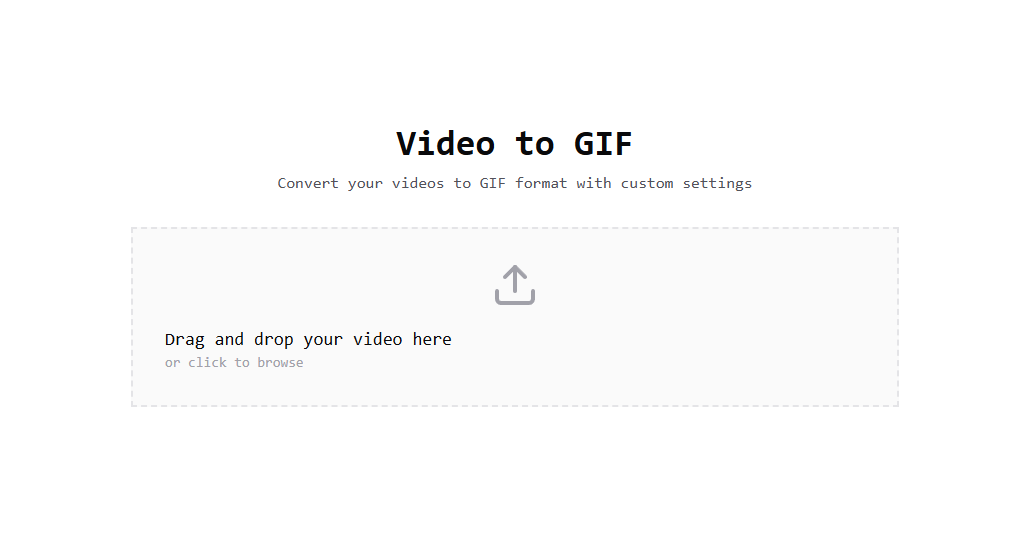 Video to GIF
Convert your videos to GIF format with custom settings
Drag and drop your video here
or click to browse